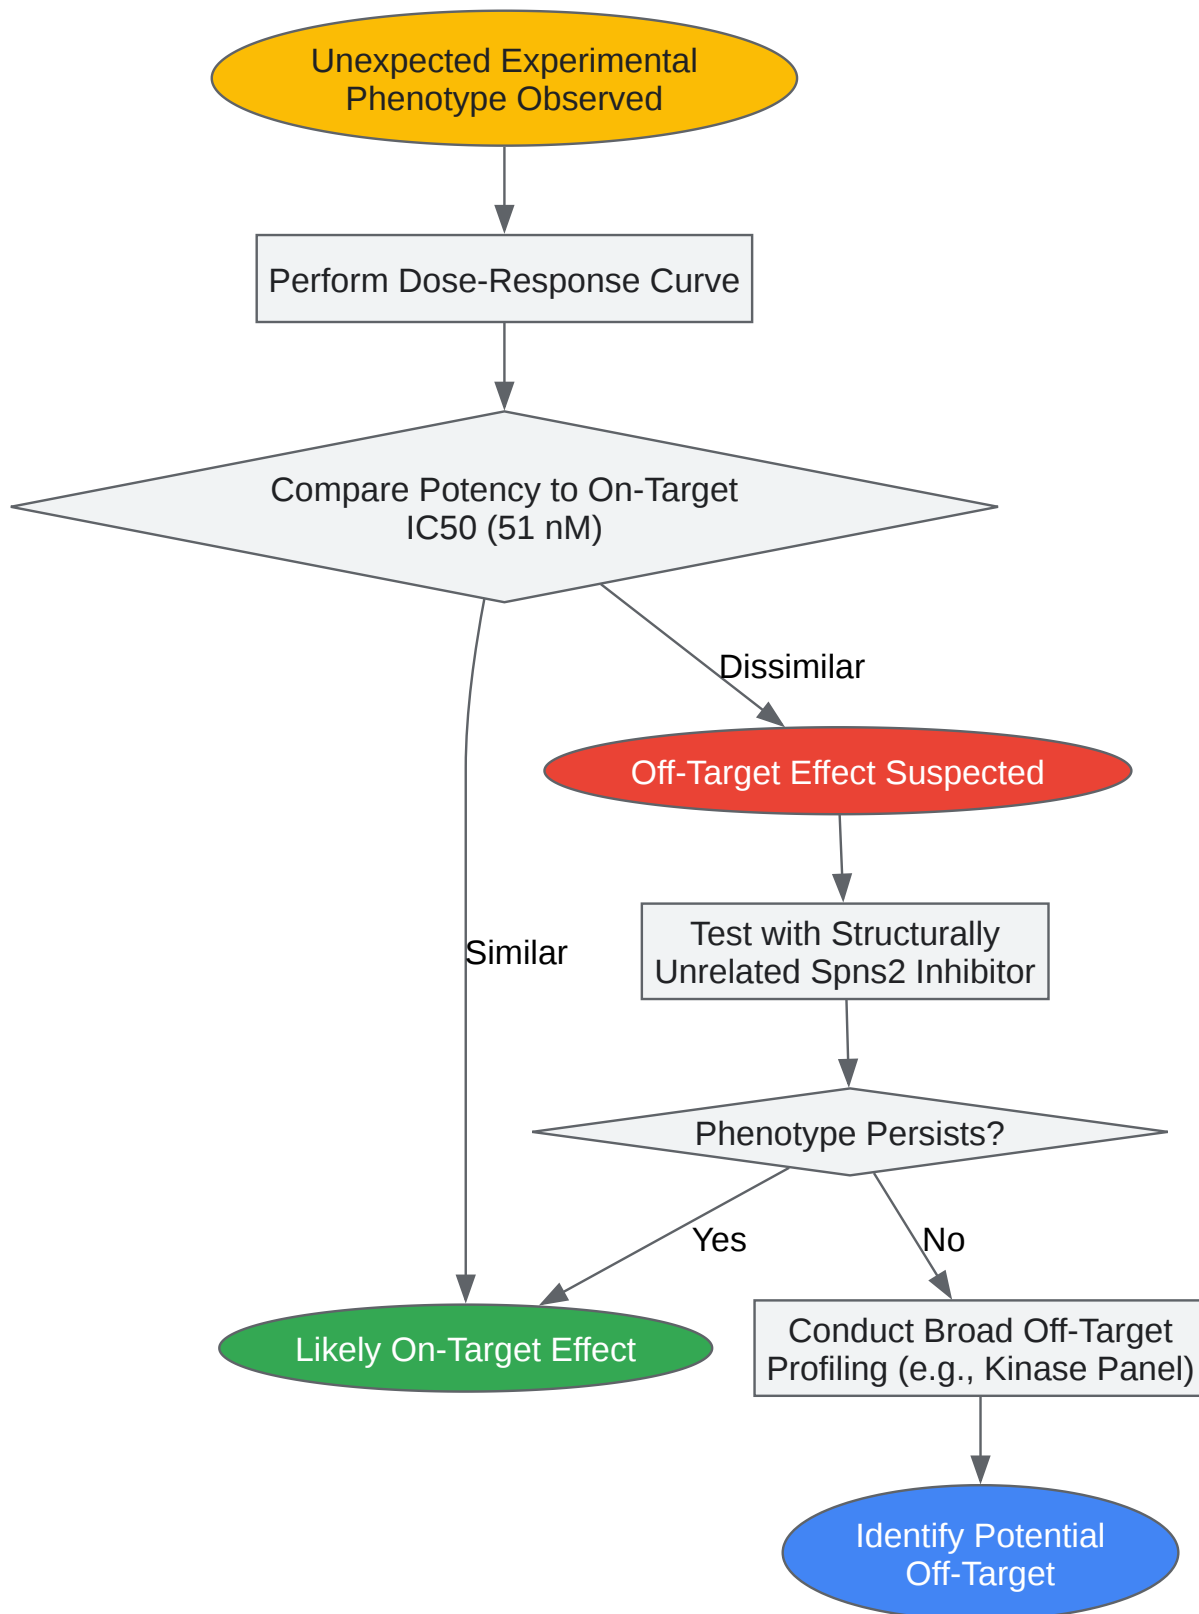 Unexpected Experimental
Phenotype Observed
Perform Dose-Response Curve
Compare Potency to On-Target
IC50 (51 nM)
Dissimilar
Off-Target Effect Suspected
Test with Structurally
Unrelated Spns2 Inhibitor
Similar
Phenotype Persists?
Yes
No
Likely On-Target Effect
Conduct Broad Off-Target
Profiling (e.g., Kinase Panel)
Identify Potential
Off-Target